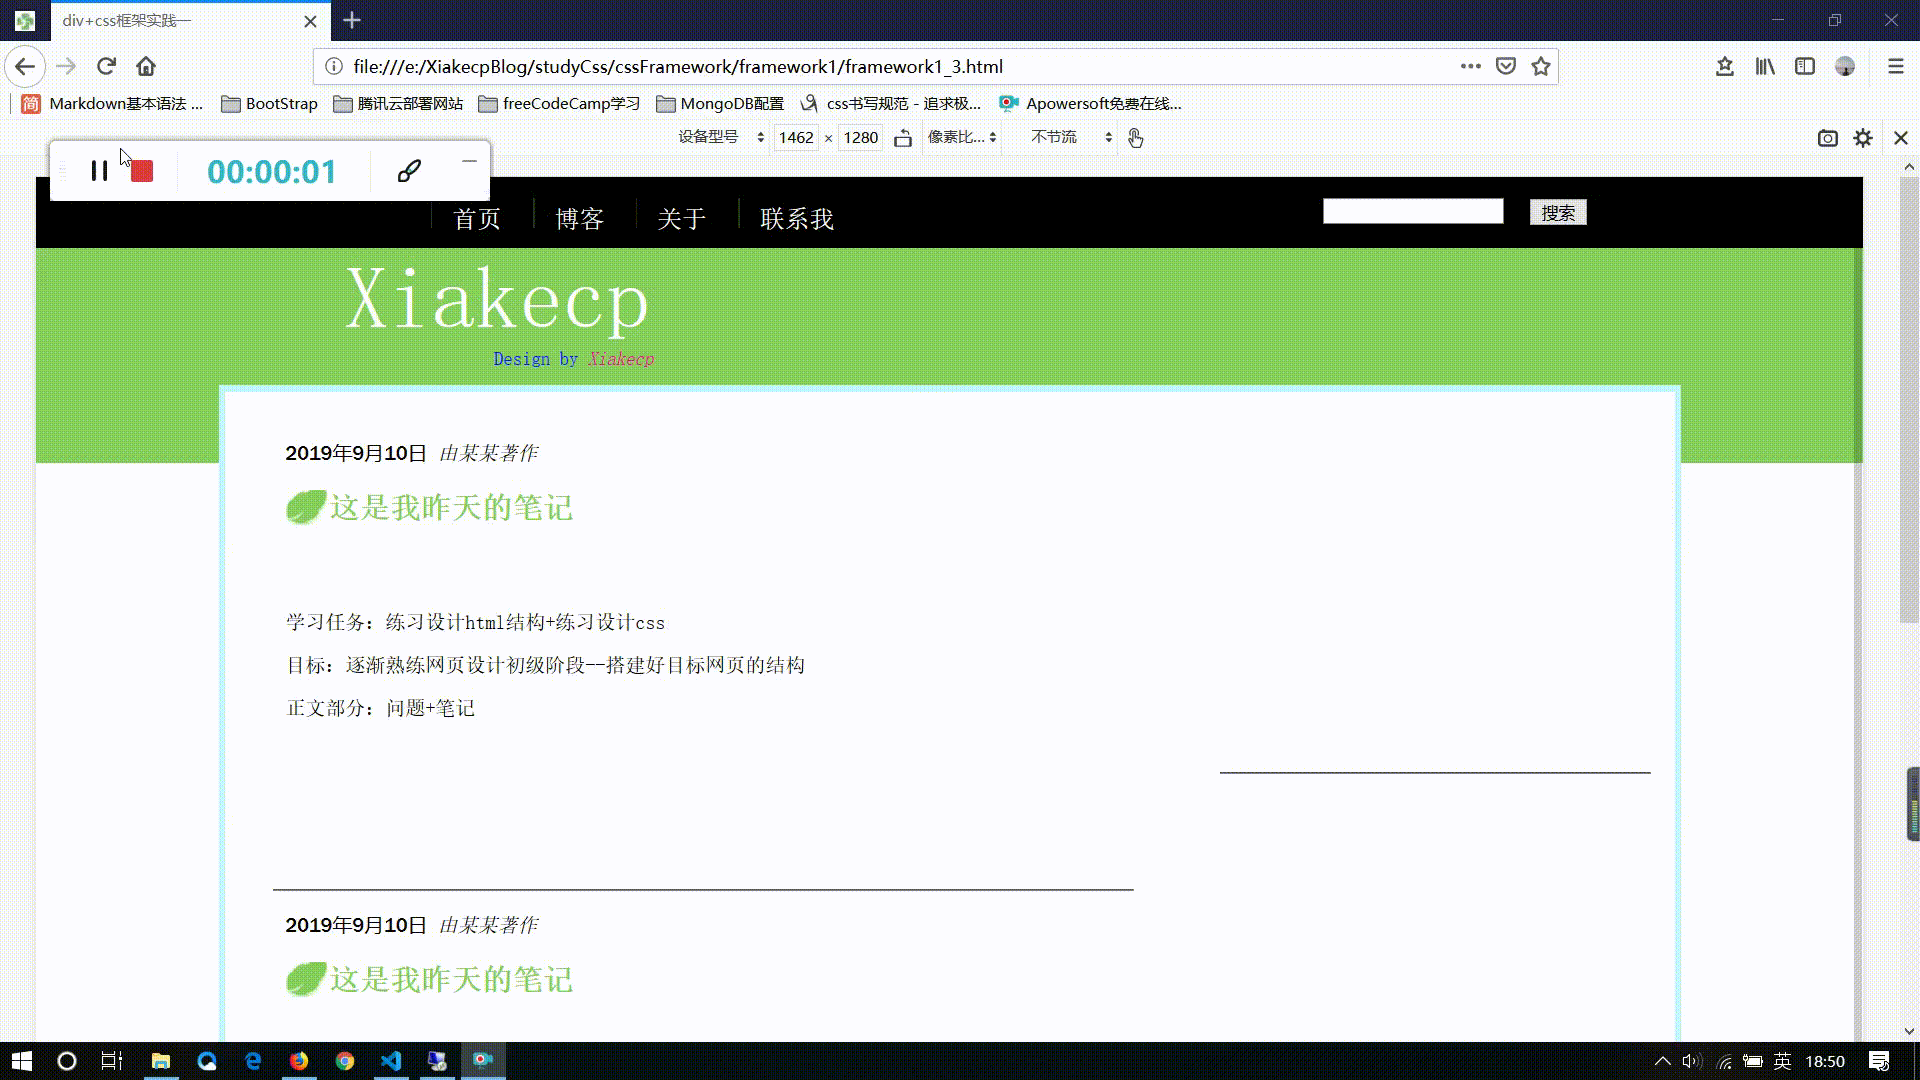 div+css框架实践一
file:///e:/XiakecpBlog/studyCss/cssFramework/framework1/framework1_3.html
简 Markdown基本语法 ... BootStrap 腾讯云部署网站 freeCodeCamp学习 MongoDB配置 css书写规范 - 追求极... Apowersoft免费在线...
设备型号 1462 × 1280 像素比... 不节流
00:00:01
首页 博客 关于 联系我 搜索
Xiakecp
Design by Xiakecp
2019年9月10日 由某某著作
这是我昨天的笔记
学习任务：练习设计html结构+练习设计css
目标：逐渐熟练网页设计初级阶段--搭建好目标网页的结构
正文部分：问题+笔记
2019年9月10日 由某某著作
这是我昨天的笔记
英 18:50